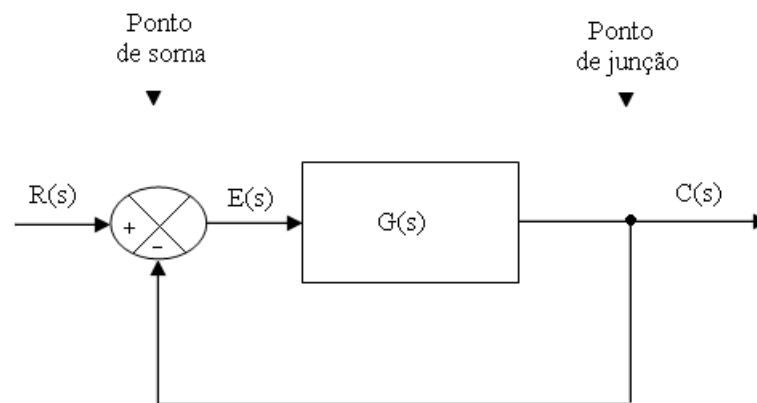 Ponto
de soma
Ponto
de junção
R(s)
E(s)
G(s)
C(s)
+
−